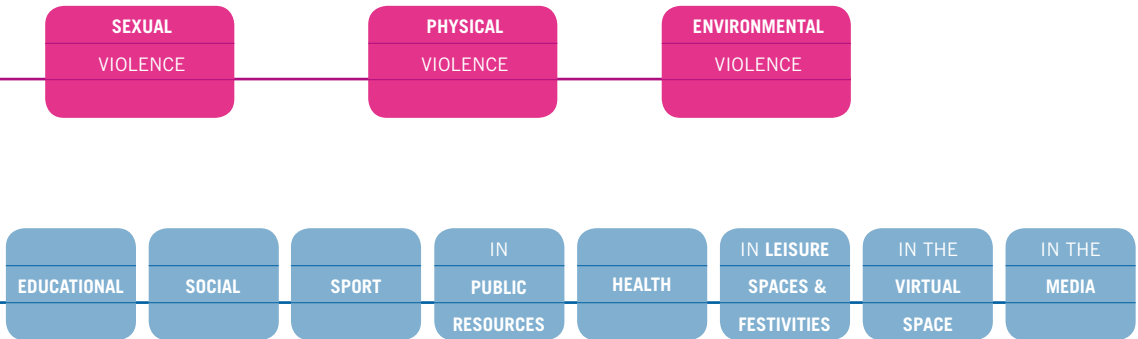 SEXUAL
VIOLENCE
PHYSICAL
VIOLENCE
ENVIRONMENTAL
VIOLENCE
EDUCATIONAL
SOCIAL
SPORT
IN
PUBLIC
RESOURCES
HEALTH
IN LEISURE
SPACES &
FESTIVITIES
IN THE
VIRTUAL
SPACE
IN THE
MEDIA